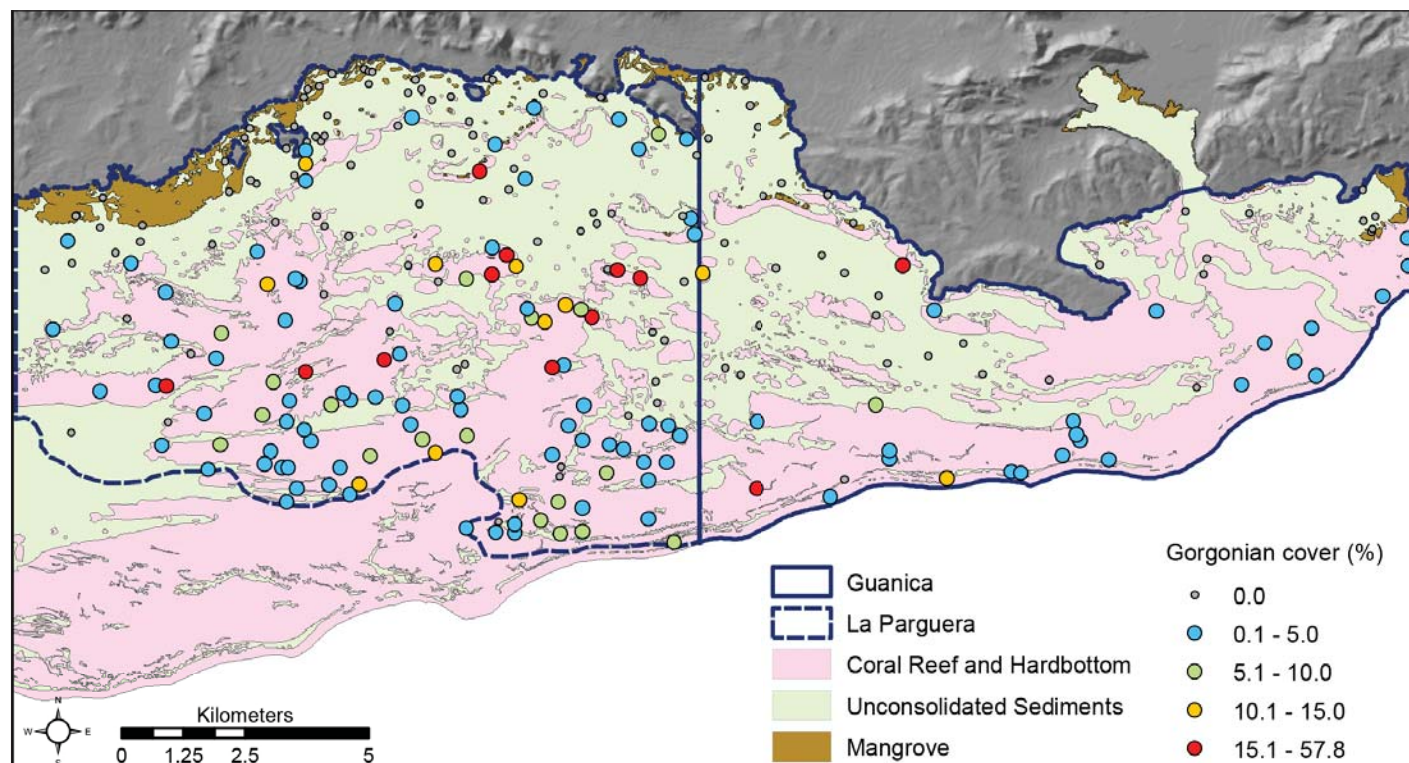 Guanica
La Parguera
Coral Reef and Hardbottom
Unconsolidated Sediments
Mangrove
Gorgonian cover (%)
0.0
0.1 - 5.0
5.1 - 10.0
10.1 - 15.0
15.1 - 57.8
N
W E
S
Kilometers
0 1.25 2.5 5